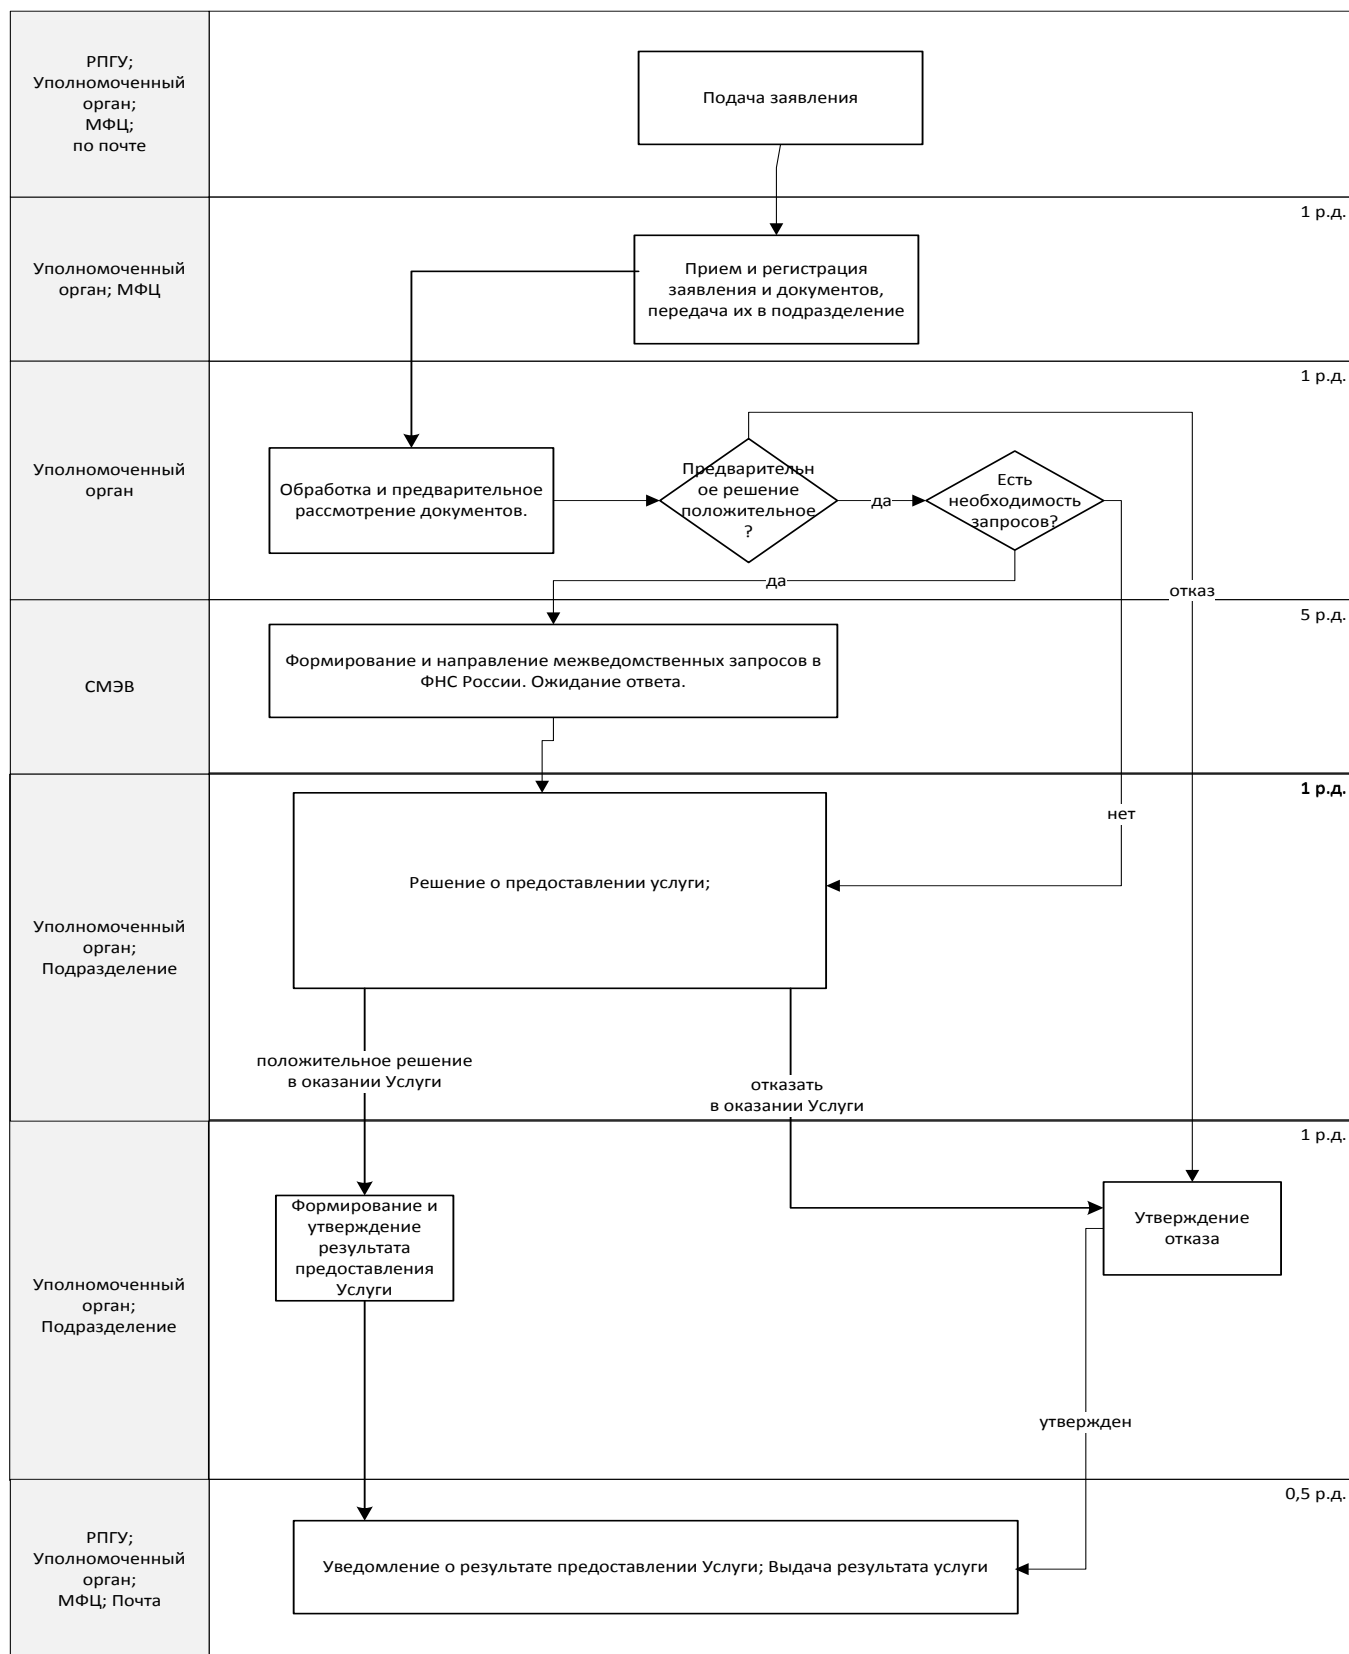 РПГУ;
Уполномоченный
орган;
МФЦ;
по почте
Подача заявления
1 р.д.
Уполномоченный
орган; МФЦ
Прием и регистрация
заявления и документов,
передача их в подразделение
1 р.д.
Уполномоченный
орган
Обработка и предварительное
рассмотрение документов.
Предварительн
ое решение
положительное
?
да
Есть
необходимость
запросов?
да
отказ
5 р.д.
СМЭВ
Формирование и направление межведомственных запросов в
ФНС России. Ожидание ответа.
1 р.д.
нет
Уполномоченный
орган;
Подразделение
Решение о предоставлении услуги;
положительное решение
в оказании Услуги
отказать
в оказании Услуги
1 р.д.
Уполномоченный
орган;
Подразделение
Формирование и
утверждение
результата
предоставления
Услуги
Утверждение
отказа
утвержден
0,5 р.д.
РПГУ;
Уполномоченный
орган;
МФЦ; Почта
Уведомление о результате предоставлении Услуги; Выдача результата услуги